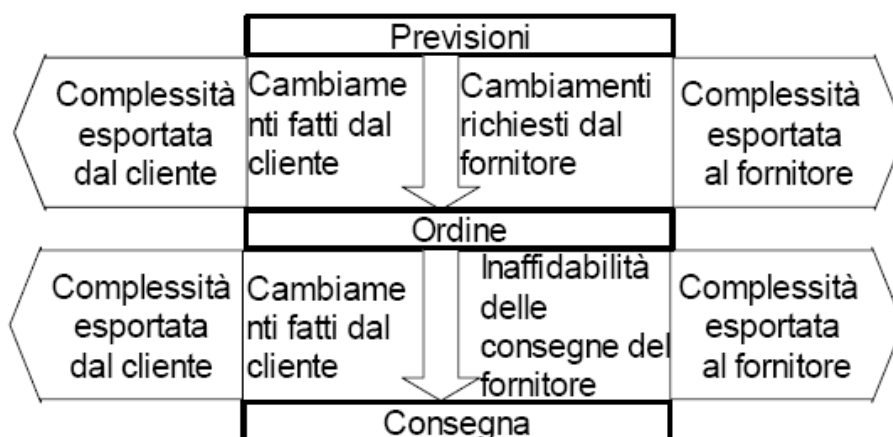 Previsioni
Complessità
esportata
dal cliente
Cambiame
nti fatti dal
cliente
Cambiamenti
richiesti dal
fornitore
Complessità
esportata
al fornitore
Ordine
Complessità
esportata
dal cliente
Cambiame
nti fatti dal
cliente
Inaffidabilità
delle
consegne del
fornitore
Complessità
esportata
al fornitore
Consegna